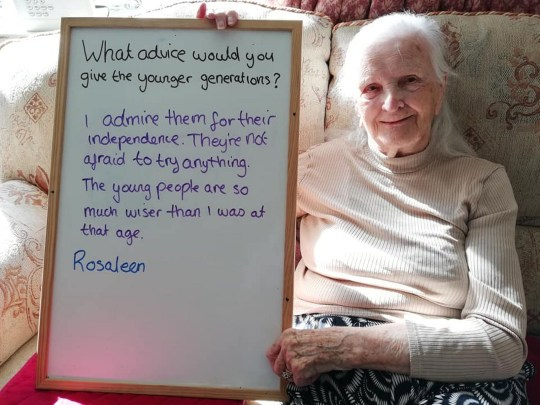 What advice would you
give the younger generations?
I admire them for their
independence. They're not
afraid to try anything.
The young people are so
much wiser than I was at
that age.
Rosaleen